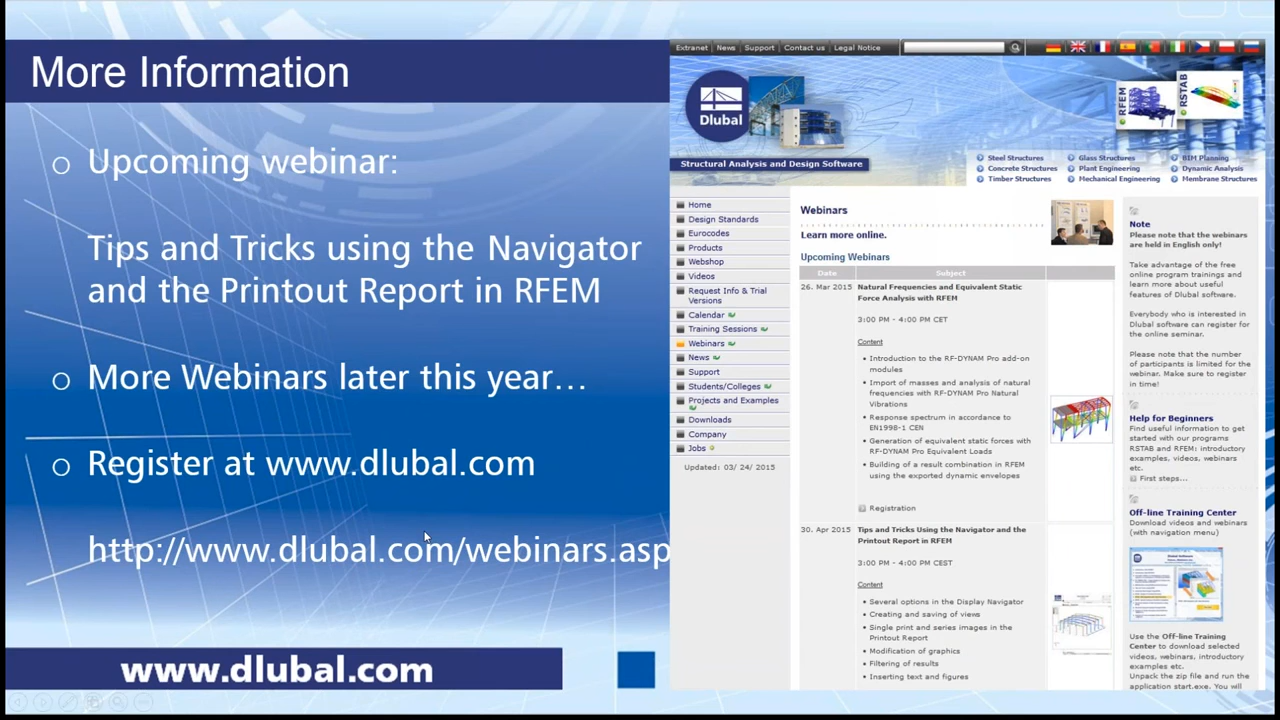 More Information
o Upcoming webinar:
Tips and Tricks using the Navigator
and the Printout Report in RFEM
o More Webinars later this year…
o Register at www.dlubal.com
http://www.dlubal.com/webinars.asp
www.dlubal.com
Extranet News Support Contact us Legal Notice
Dlubal
Structural Analysis and Design Software
RFEM
RSTAB
Steel Structures Glass Structures BIM Planning
Concrete Structures Plant Engineering Dynamic Analysis
Timber Structures Mechanical Engineering Membrane Structures
Home
Design Standards
Eurocodes
Products
Webshop
Videos
Request Info & Trial
Versions
Calendar
Training Sessions
Webinars
News
Support
Students/Colleges
Projects and Examples
Downloads
Company
Jobs
Updated: 03/ 24/ 2015
Webinars
Learn more online.
Upcoming Webinars
Date Subject
26. Mar 2015 Natural Frequencies and Equivalent Static
Force Analysis with RFEM
3:00 PM - 4:00 PM CET
Content
• Introduction to the RF-DYNAM Pro add-on
modules
• Import of masses and analysis of natural
frequencies with RF-DYNAM Pro Natural
Vibrations
• Response spectrum in accordance to
EN1998-1 CEN
• Generation of equivalent static forces with
RF-DYNAM Pro Equivalent Loads
• Building of a result combination in RFEM
using the exported dynamic envelopes
Registration
30. Apr 2015 Tips and Tricks Using the Navigator and the
Printout Report in RFEM
3:00 PM - 4:00 PM CEST
Content
• Several options in the Display Navigator
• Creating and saving of views
• Single print and series images in the
Printout Report
• Modification of graphics
• Filtering of results
• Inserting text and figures
Note
Please note that the webinars
are held in English only!
Take advantage of the free
online program trainings and
learn more about useful
features of Dlubal software.
Everybody who is interested in
Dlubal software can register for
the online seminar.
Please note that the number
of participants is limited for the
webinar. Make sure to register
in time!
Help for Beginners
Find useful information to get
started with our programs
RSTAB and RFEM: introductory
examples, videos, webinars
etc.
First steps...
Off-line Training
Center
Download videos and webinars
(with navigation menu)
Use the Off-line Training
Center to download selected
videos, webinars, introductory
examples etc.
Unpack the zip file and run the
application start.exe. You will